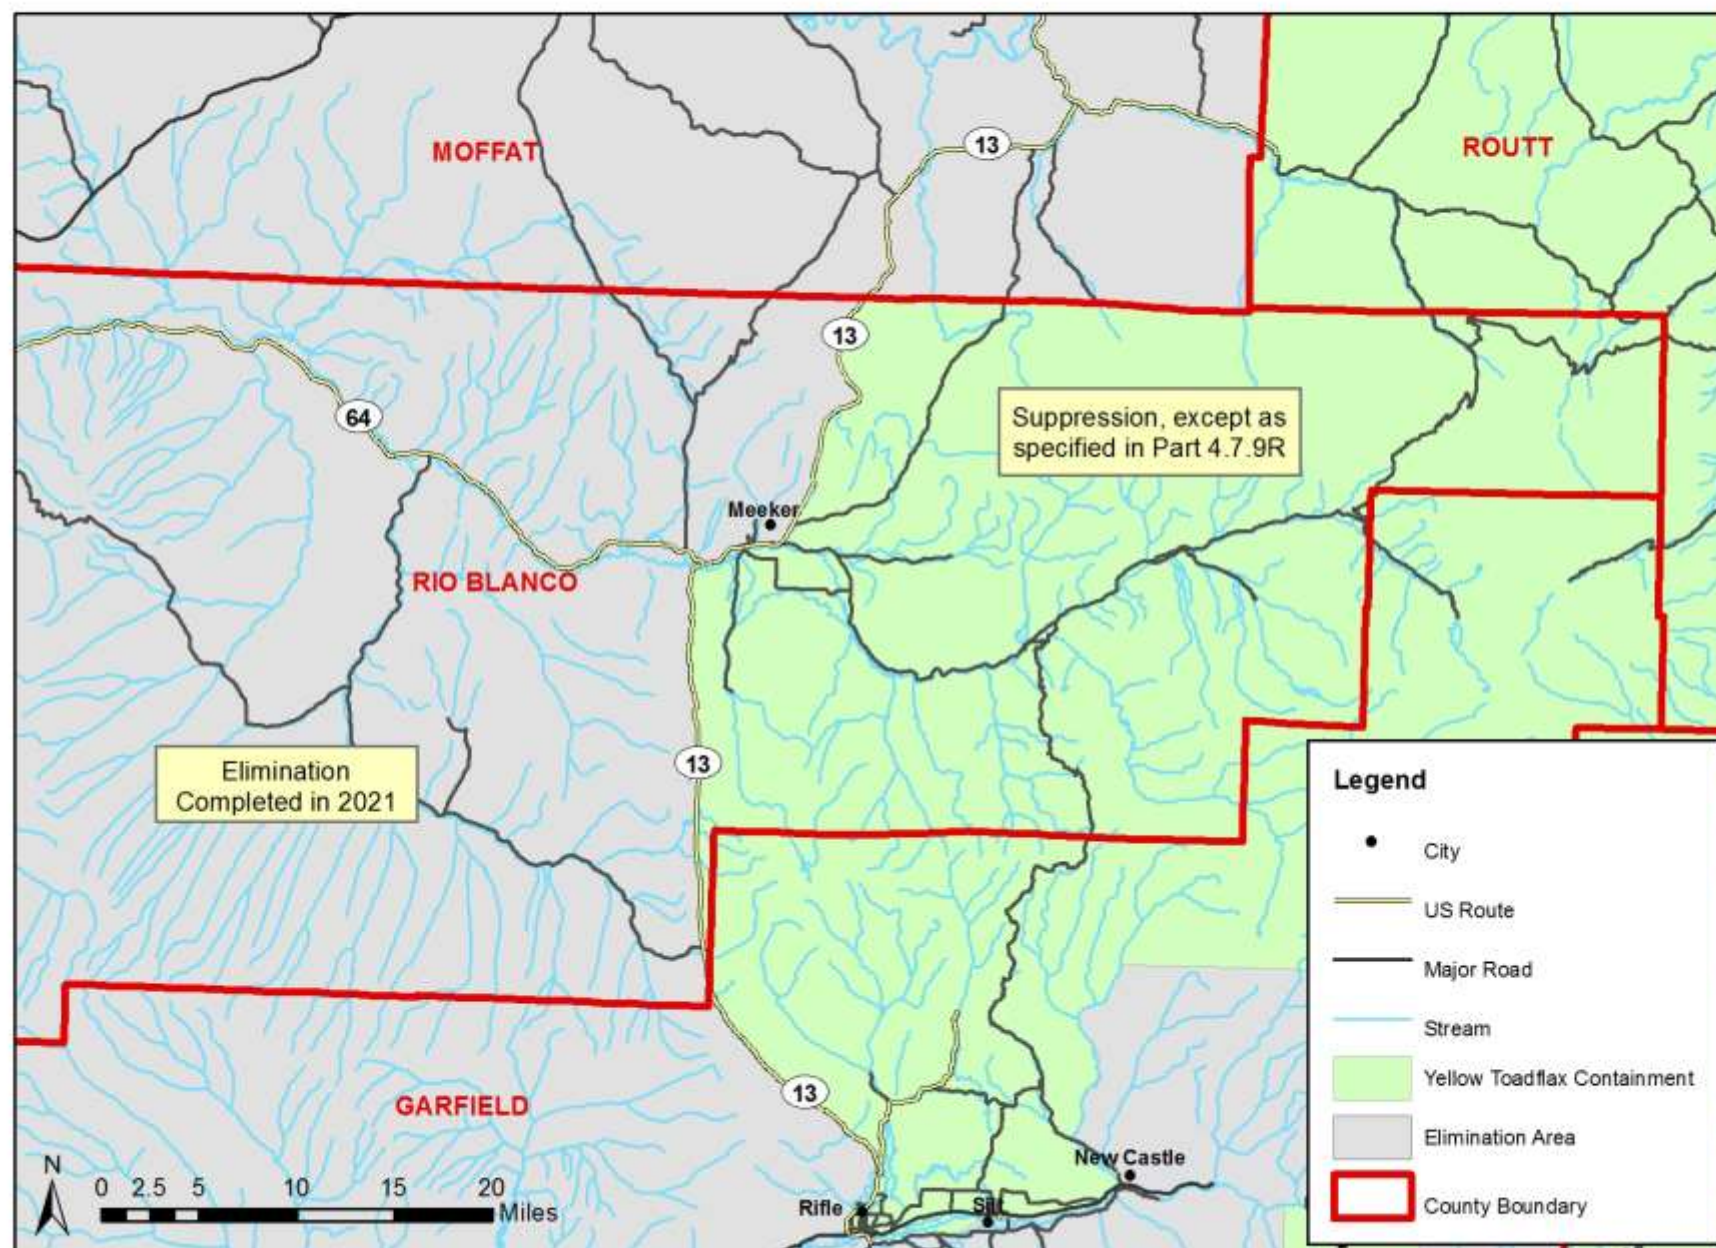 MOFFAT
13
ROUTT
13
64
Suppression, except as
specified in Part 4.7.9R
Meeker
RIO BLANCO
13
Elimination
Completed in 2021
13
GARFIELD
New Castle
Rifle
Silt
N
0 2.5 5 10 15 20
Miles
Legend
City
US Route
Major Road
Stream
Yellow Toadflax Containment
Elimination Area
County Boundary